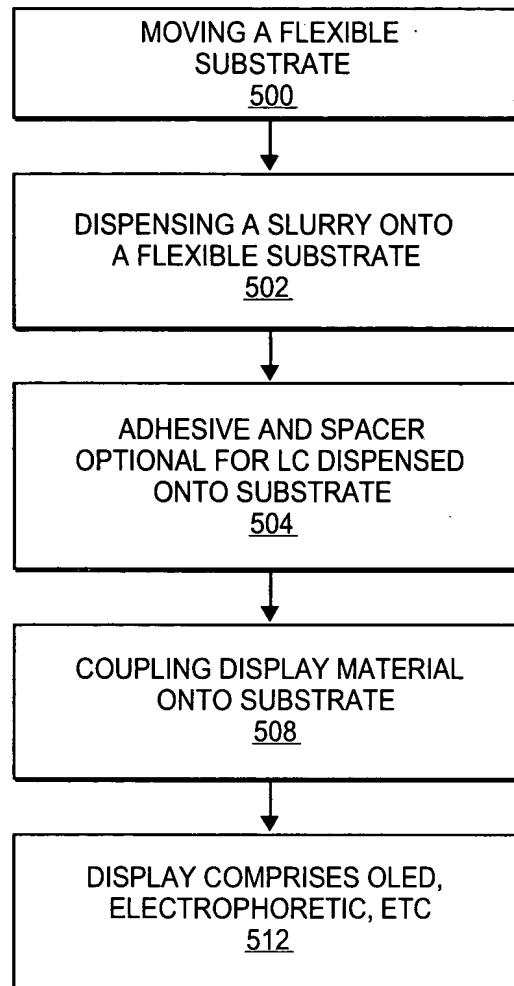 MOVING A FLEXIBLE
SUBSTRATE
500
DISPENSING A SLURRY ONTO
A FLEXIBLE SUBSTRATE
502
ADHESIVE AND SPACER
OPTIONAL FOR LC DISPENSED
ONTO SUBSTRATE
504
COUPLING DISPLAY MATERIAL
ONTO SUBSTRATE
508
DISPLAY COMPRISES OLED,
ELECTROPHORETIC, ETC
512